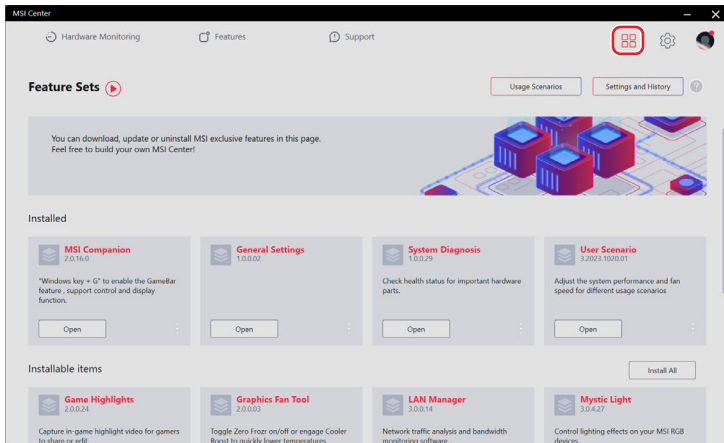 MSI Center
Hardware Monitoring
Features
Support
Feature Sets
Usage Scenarios
Settings and History
?
You can download, update or uninstall MSI exclusive features in this page.
Feel free to build your own MSI Center!
Installed
MSI Companion
2.0.16.0
"Windows key + G" to enable the GameBar
feature , support control and display
function.
Open
General Settings
1.0.0.02
Open
System Diagnosis
1.0.0.29
Check health status for important hardware
parts.
Open
User Scenario
3.2023.1020.01
Adjust the system performance and fan
speed for different usage scenarios
Open
Installable items
Install All
Game Highlights
2.0.0.24
Capture in-game highlight video for gamers
to share or edit.
Graphics Fan Tool
2.0.0.03
Toggle Zero Frozr on/off or engage Cooler
Boost to quickly lower temperatures.
LAN Manager
3.0.0.14
Network traffic analysis and bandwidth
monitoring software.
Mystic Light
3.0.4.27
Control lighting effects on your MSI RGB
devices.